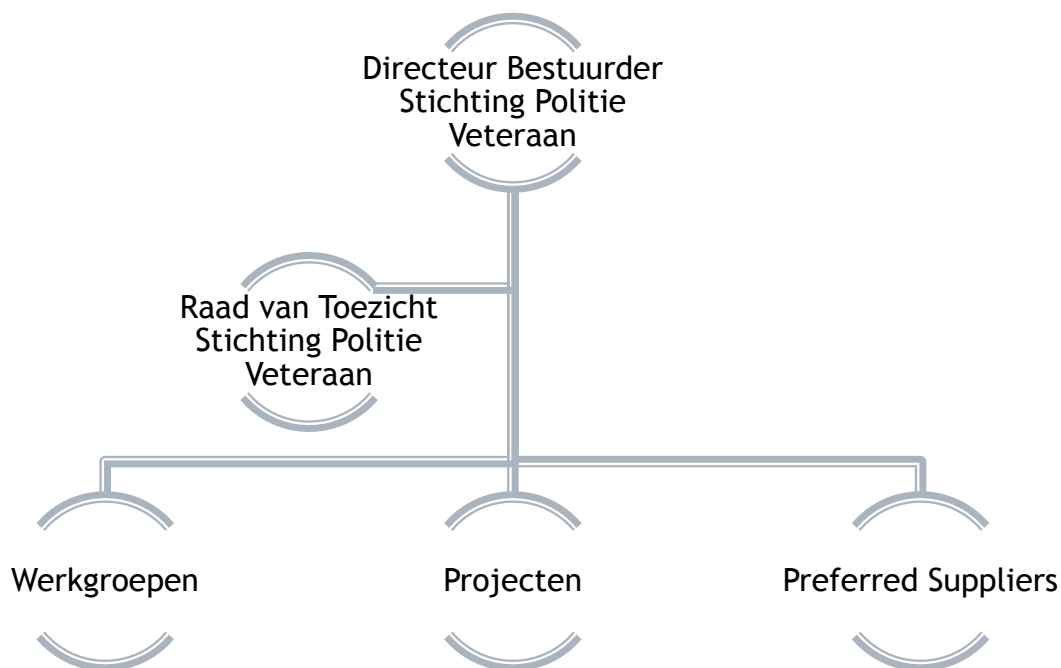 Directeur Bestuurder
Stichting Politie
Veteraan
Raad van Toezicht
Stichting Politie
Veteraan
Werkgroepen
Projecten
Preferred Suppliers